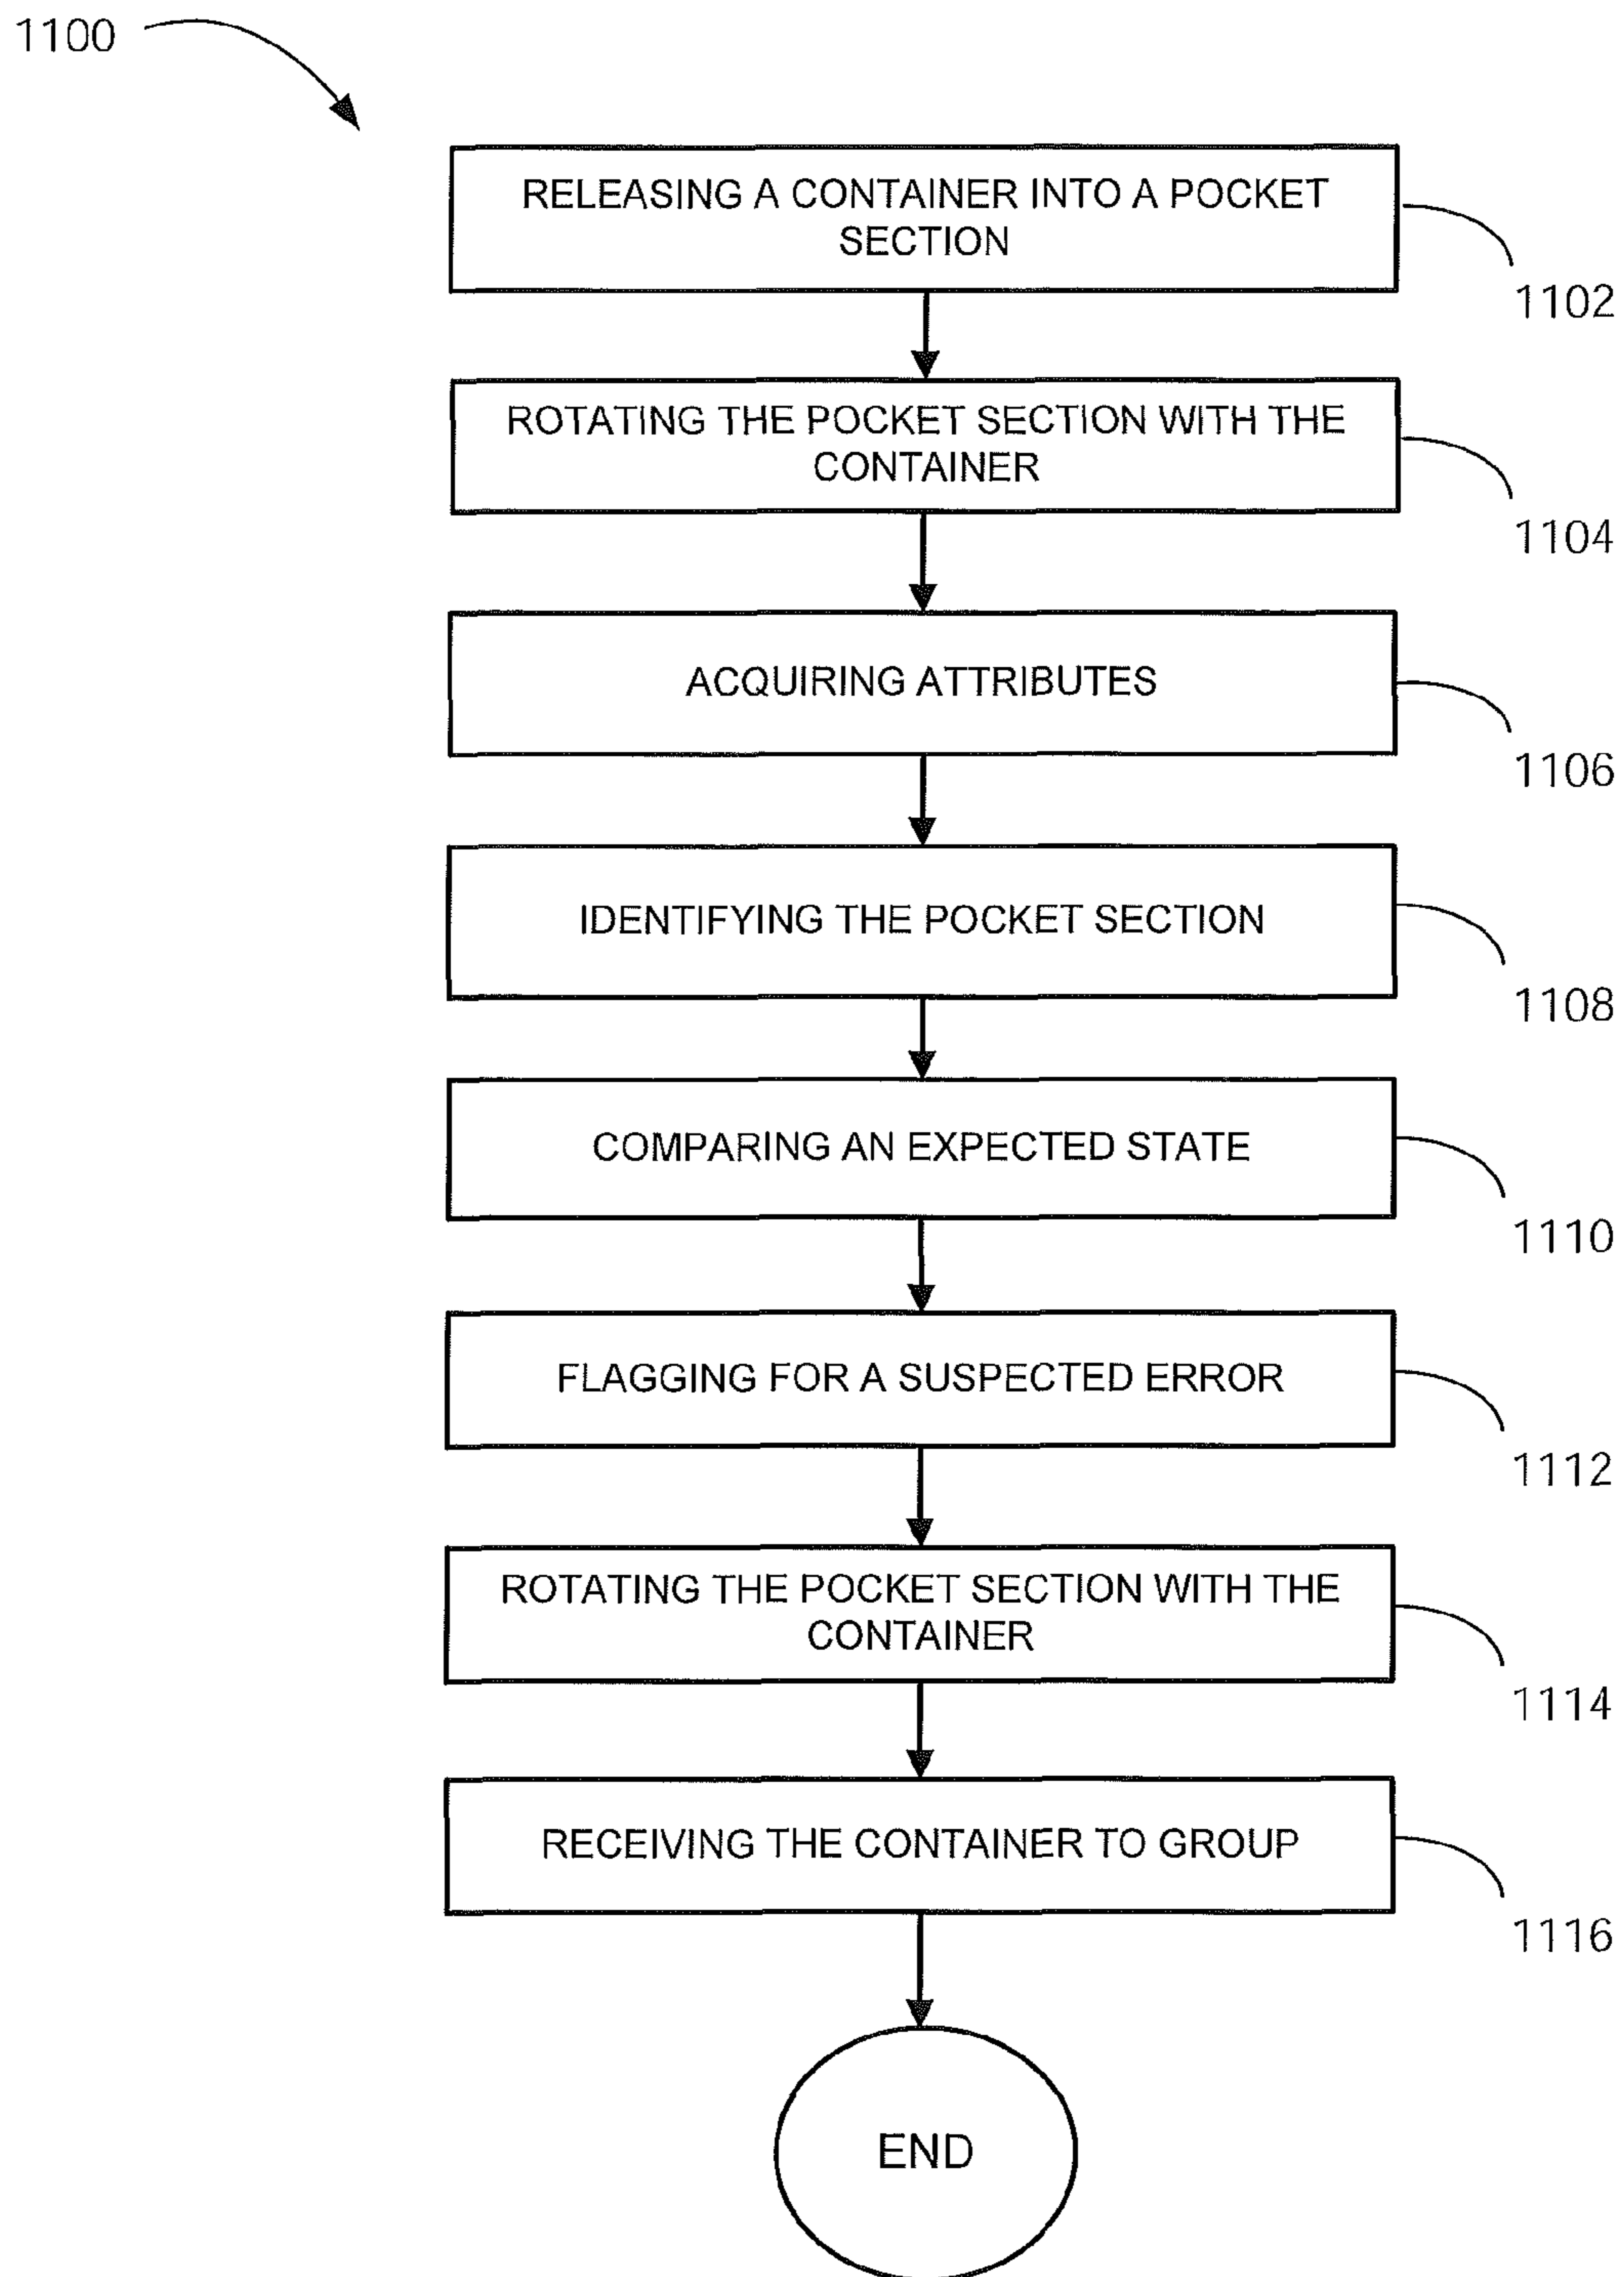 1100
RELEASING A CONTAINER INTO A POCKET
SECTION
1102
ROTATING THE POCKET SECTION WITH THE
CONTAINER
1104
ACQUIRING ATTRIBUTES
1106
IDENTIFYING THE POCKET SECTION
1108
COMPARING AN EXPECTED STATE
1110
FLAGGING FOR A SUSPECTED ERROR
1112
ROTATING THE POCKET SECTION WITH THE
CONTAINER
1114
RECEIVING THE CONTAINER TO GROUP
1116
END